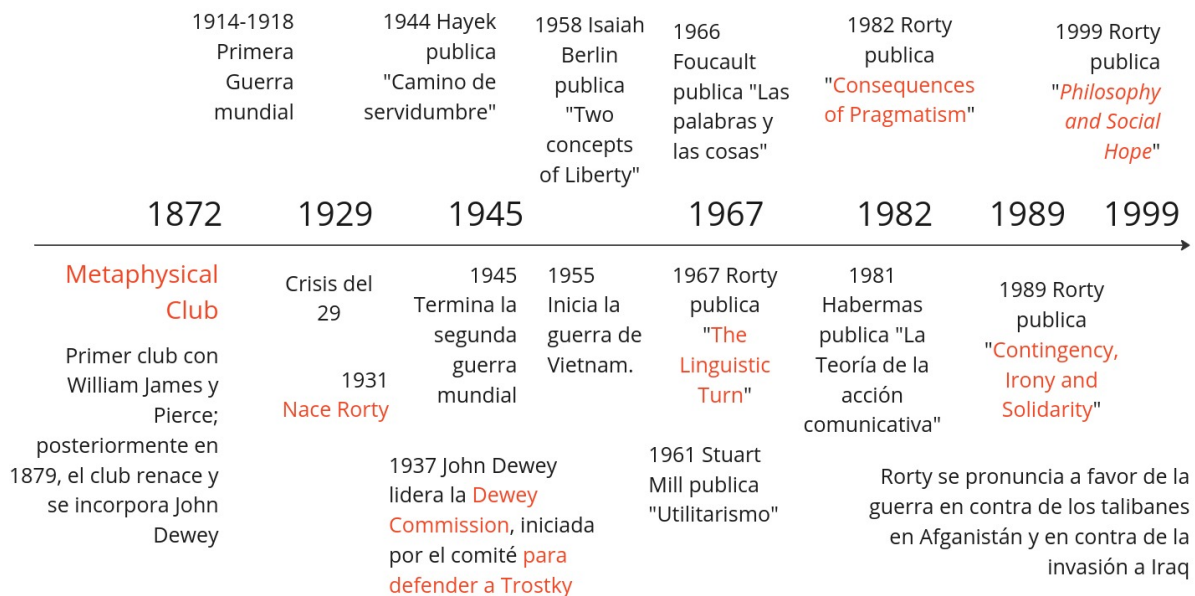 1914-1918
Primera
Guerra
mundial
1944 Hayek
publica
"Camino de
servidumbre"
1958 Isaiah
Berlin
publica
"Two
concepts
of Liberty"
1966
Foucault
publica "Las
palabras y
las cosas"
1982 Rorty
publica
"Consequences
of Pragmatism"
1999 Rorty
publica
"Philosophy
and Social
Hope"
1872
1929
1945
1967
1982
1989
1999
Metaphysical
Club
Primer club con
William James y
Pierce;
posteriormente en
1879, el club renace y
se incorpora John
Dewey
Crisis del
29
1931
Nace Rorty
1945
Termina la
segunda
guerra
mundial
1955
Inicia la
guerra de
Vietnam.
1937 John Dewey
lidera la Dewey
Commission, iniciada
por el comité para
defender a Trostky
1967 Rorty
publica
"The
Linguistic
Turn"
1961 Stuart
Mill publica
"Utilitarismo"
1981
Habermas
publica "La
Teoría de la
acción
comunicativa"
1989 Rorty
publica
"Contingency,
Irony and
Solidarity"
Rorty se pronuncia a favor de la
guerra en contra de los talibanes
en Afganistán y en contra de la
invasión a Iraq